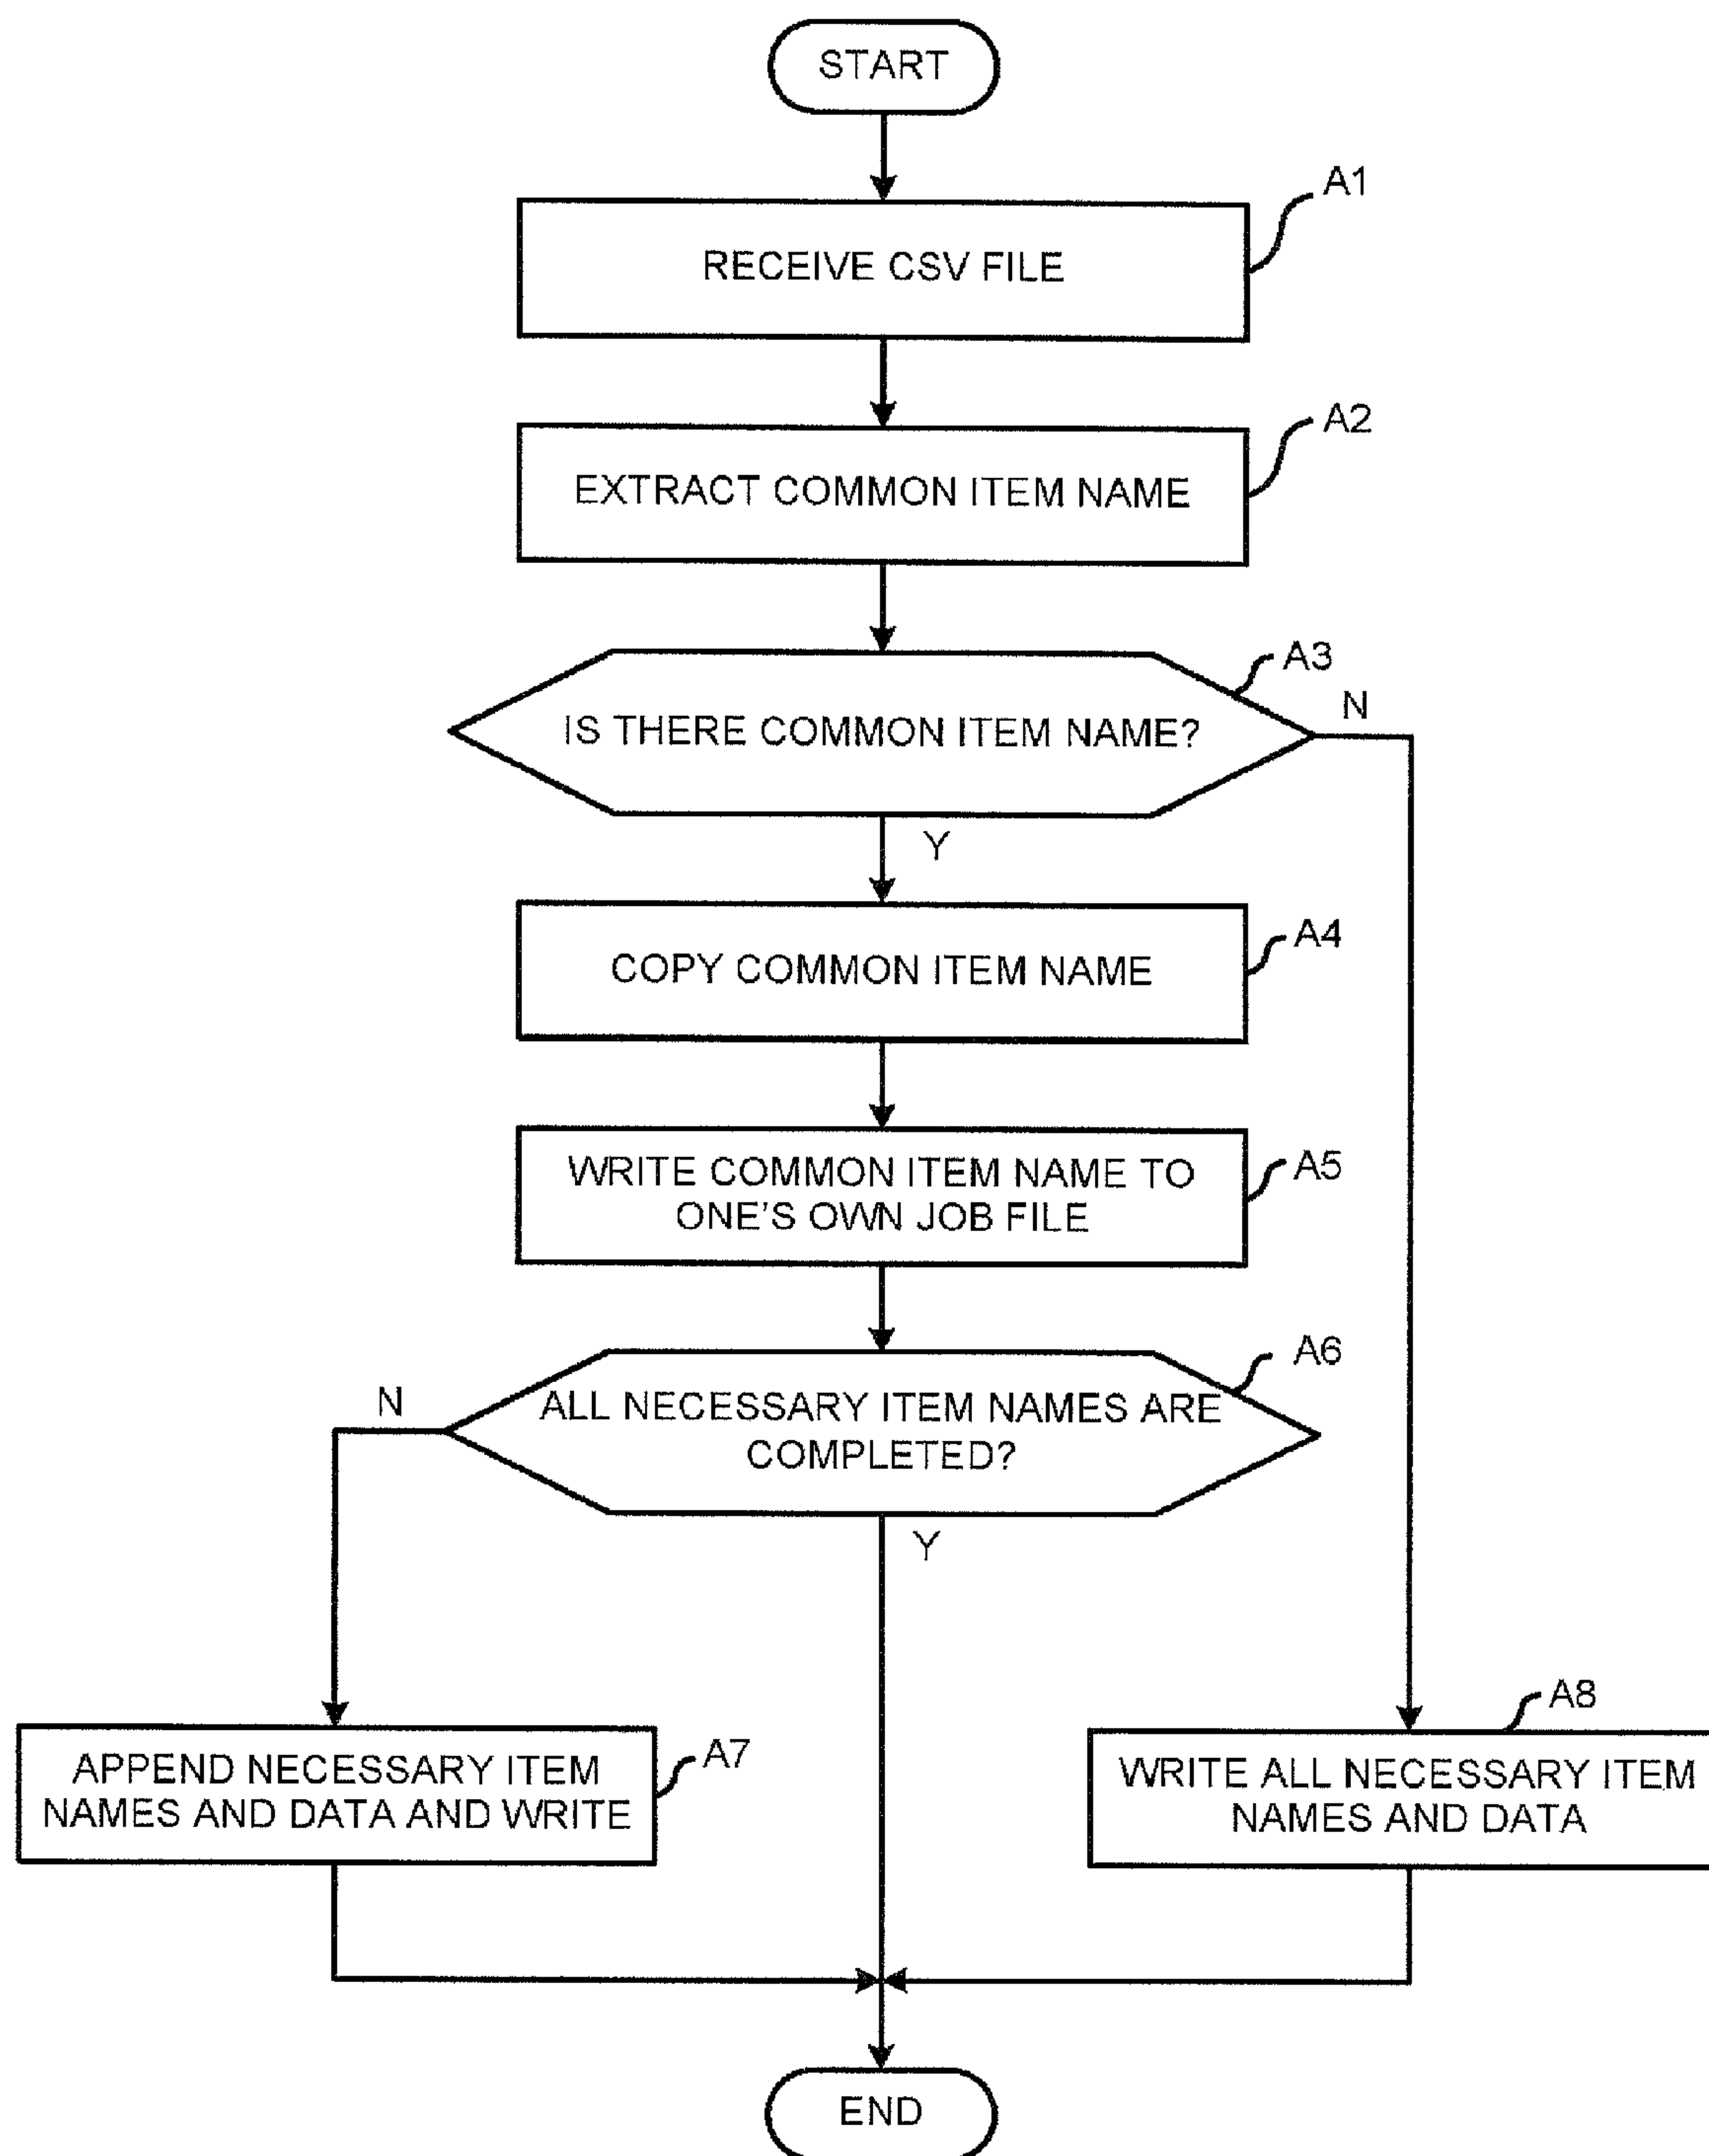 START
A1
RECEIVE CSV FILE
A2
EXTRACT COMMON ITEM NAME
A3
IS THERE COMMON ITEM NAME?
N
Y
A4
COPY COMMON ITEM NAME
A5
WRITE COMMON ITEM NAME TO
ONE'S OWN JOB FILE
A6
N
ALL NECESSARY ITEM NAMES ARE
COMPLETED?
Y
A7
APPEND NECESSARY ITEM
NAMES AND DATA AND WRITE
A8
WRITE ALL NECESSARY ITEM
NAMES AND DATA
END